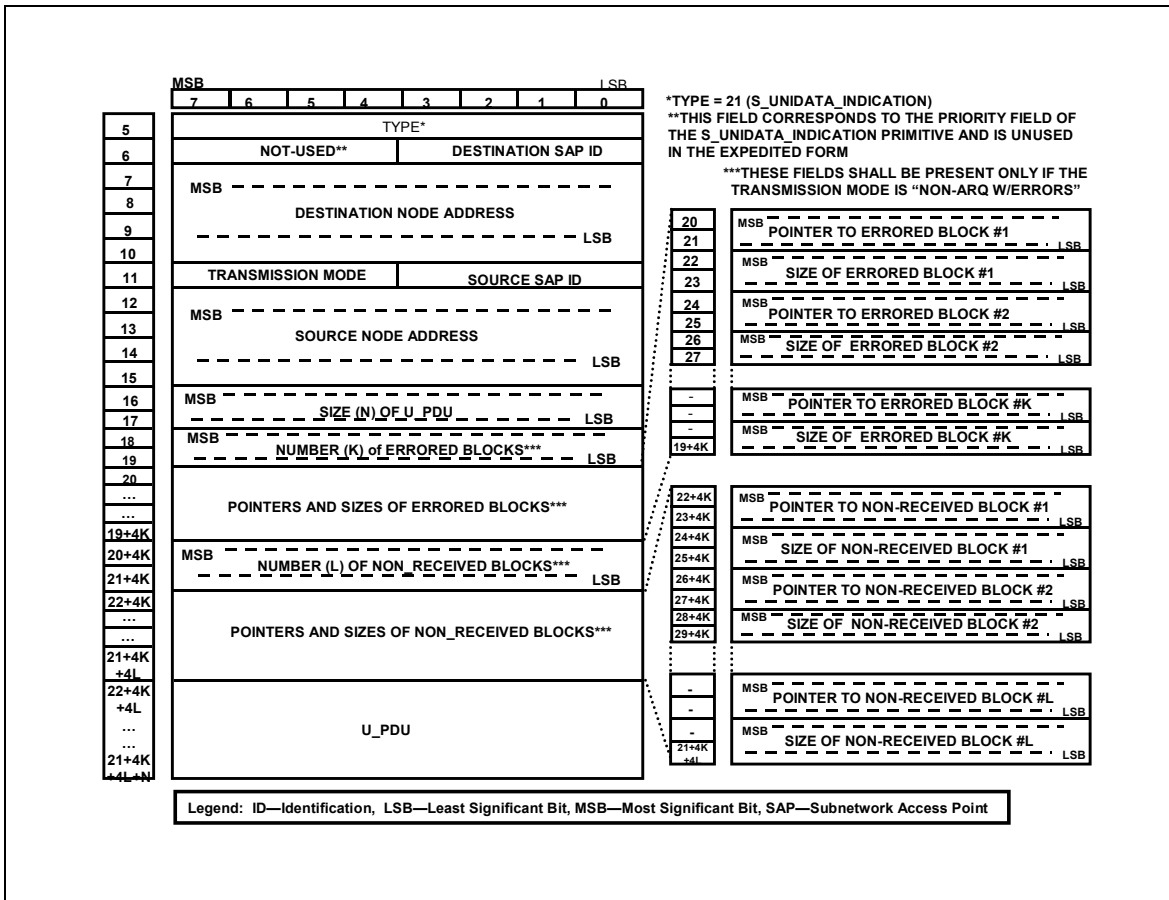 MSB LSB
7 6 5 4 3 2 1 0
5 TYPE*
6 NOT-USED** DESTINATION SAP ID
7
MSB
8
DESTINATION NODE ADDRESS
9
LSB
10
11 TRANSMISSION MODE SOURCE SAP ID
12
MSB
13
SOURCE NODE ADDRESS
14
LSB
15
16 MSB
SIZE (N) OF U_PDU
17 LSB
18 MSB
NUMBER (K) of ERRORED BLOCKS***
19 LSB
20
...
POINTERS AND SIZES OF ERRORED BLOCKS***
...
19+4K
20+4K MSB
NUMBER (L) OF NON_RECEIVED BLOCKS***
21+4K LSB
22+4K
...
POINTERS AND SIZES OF NON_RECEIVED BLOCKS***
...
21+4K
+4L
22+4K
+4L
U_PDU
...
...
21+4K
+4L+N
*TYPE = 21 (S_UNIDATA_INDICATION)
**THIS FIELD CORRESPONDS TO THE PRIORITY FIELD OF
THE S_UNIDATA_INDICATION PRIMITIVE AND IS UNUSED
IN THE EXPEDITED FORM
***THESE FIELDS SHALL BE PRESENT ONLY IF THE
TRANSMISSION MODE IS “NON-ARQ W/ERRORS”
20 MSB
POINTER TO ERRORED BLOCK #1
21 LSB
22 MSB
SIZE OF ERRORED BLOCK #1
23 LSB
24 MSB
POINTER TO ERRORED BLOCK #2
25 LSB
26 MSB
SIZE OF ERRORED BLOCK #2
27 LSB
- MSB
POINTER TO ERRORED BLOCK #K
- LSB
- MSB
SIZE OF ERRORED BLOCK #K
19+4K LSB
22+4K MSB
POINTER TO NON-RECEIVED BLOCK #1
23+4K LSB
24+4K MSB
SIZE OF NON-RECEIVED BLOCK #1
25+4K LSB
26+4K MSB
POINTER TO NON-RECEIVED BLOCK #2
27+4K LSB
28+4K MSB
SIZE OF NON-RECEIVED BLOCK #2
29+4K LSB
- MSB
POINTER TO NON-RECEIVED BLOCK #L
- LSB
- MSB
SIZE OF NON-RECEIVED BLOCK #L
21+4K
+4L LSB
Legend: ID—Identification, LSB—Least Significant Bit, MSB—Most Significant Bit, SAP—Subnetwork Access Point